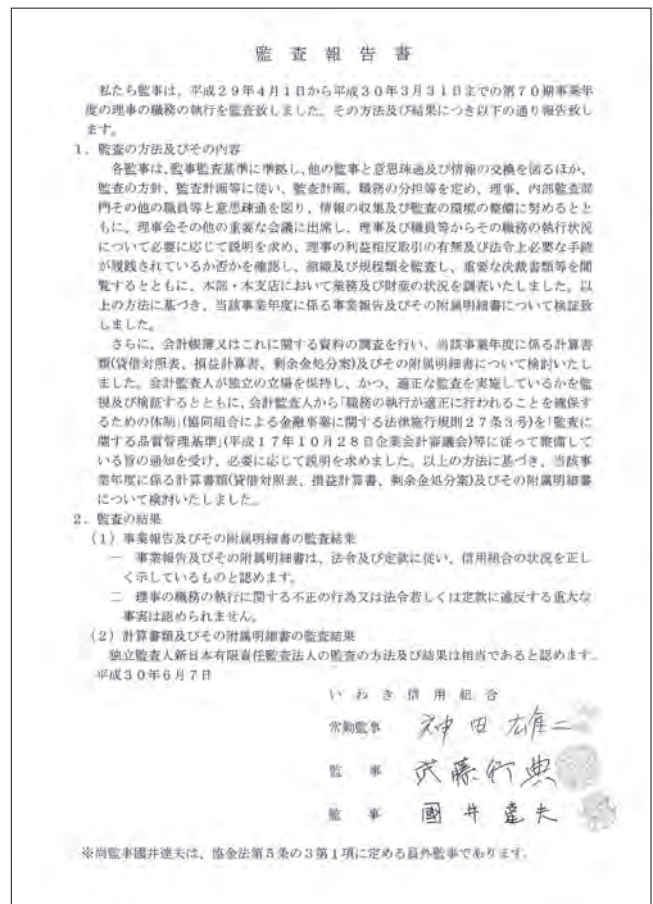 監査報告書
私たち監事は、平成２９年４月１日から平成３０年３月３１日までの第７０期事業年
度の理事の職務の執行を監査致しました。その方法及び結果につき以下の通り報告致し
ます。
１．監査の方法及びその内容
各監事は、監事監査基準に準拠し、他の監事と意思疎通及び情報の交換を図るほか、
監査の方針、監査計画等に従い、監査計画、職務の分担等を定め、理事、内部監査部
門その他の職員等と意思疎通を図り、情報の収集及び監査の環境の整備に努めるとと
もに、理事会その他の重要な会議に出席し、理事及び職員等からその職務の執行状況
について必要に応じて説明を求め、理事の利益相反取引の有無及び法令上必要な手続
が履践されているか否かを確認し、組織及び規程類を監査し、重要な決裁書類等を閲
覧するとともに、本部・本支店において業務及び財産の状況を調査いたしました。以
上の方法に基づき、当該事業年度に係る事業報告及びその附属明細書について検証致
しました。
さらに、会計帳簿又はこれに関する資料の調査を行い、当該事業年度に係る計算書
類(貸借対照表、損益計算書、剰余金処分案)及びその附属明細書について検討いたし
ました。会計監査人が独立の立場を保持し、かつ、適正な監査を実施しているかを監
視及び検証するとともに、会計監査人から「職務の執行が適正に行われることを確保す
るための体制」(協同組合による金融事業に関する法律施行規則２７条３号)を「監査に
関する品質管理基準」(平成１７年１０月２８日企業会計審議会)等に従って整備して
いる旨の通知を受け、必要に応じて説明を求めました。以上の方法に基づき、当該事
業年度に係る計算書類(貸借対照表、損益計算書、剰余金処分案)及びその附属明細書
について検討いたしました。
２．監査の結果
（１）事業報告及びその附属明細書の監査結果
一　事業報告及びその附属明細書は、法令及び定款に従い、信用組合の状況を正し
く示しているものと認めます。
二　理事の職務の執行に関する不正の行為又は法令若しくは定款に違反する重大な
事実は認められません。
（２）計算書類及びその附属明細書の監査結果
独立監査人新日本有限責任監査法人の監査の方法及び結果は相当であると認めます。
平成３０年６月７日
いわき信用組合
常勤監事　神田雄二
監事　武藤行典
監事　國井達夫
※尚監事國井達夫は、協金法第５条の３第１項に定める員外監事であります。